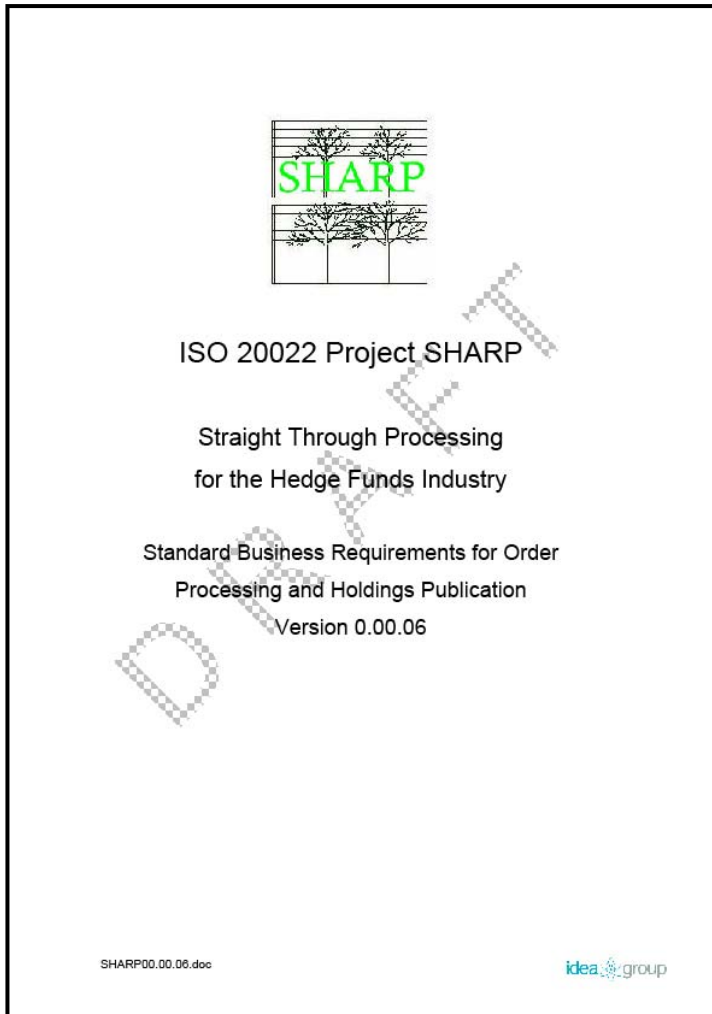 SHARP
ISO 20022 Project SHARP
Straight Through Processing
for the Hedge Funds Industry
Standard Business Requirements for Order
Processing and Holdings Publication
Version 0.00.06
DRAFT
SHARP00.00.06.doc
idea group